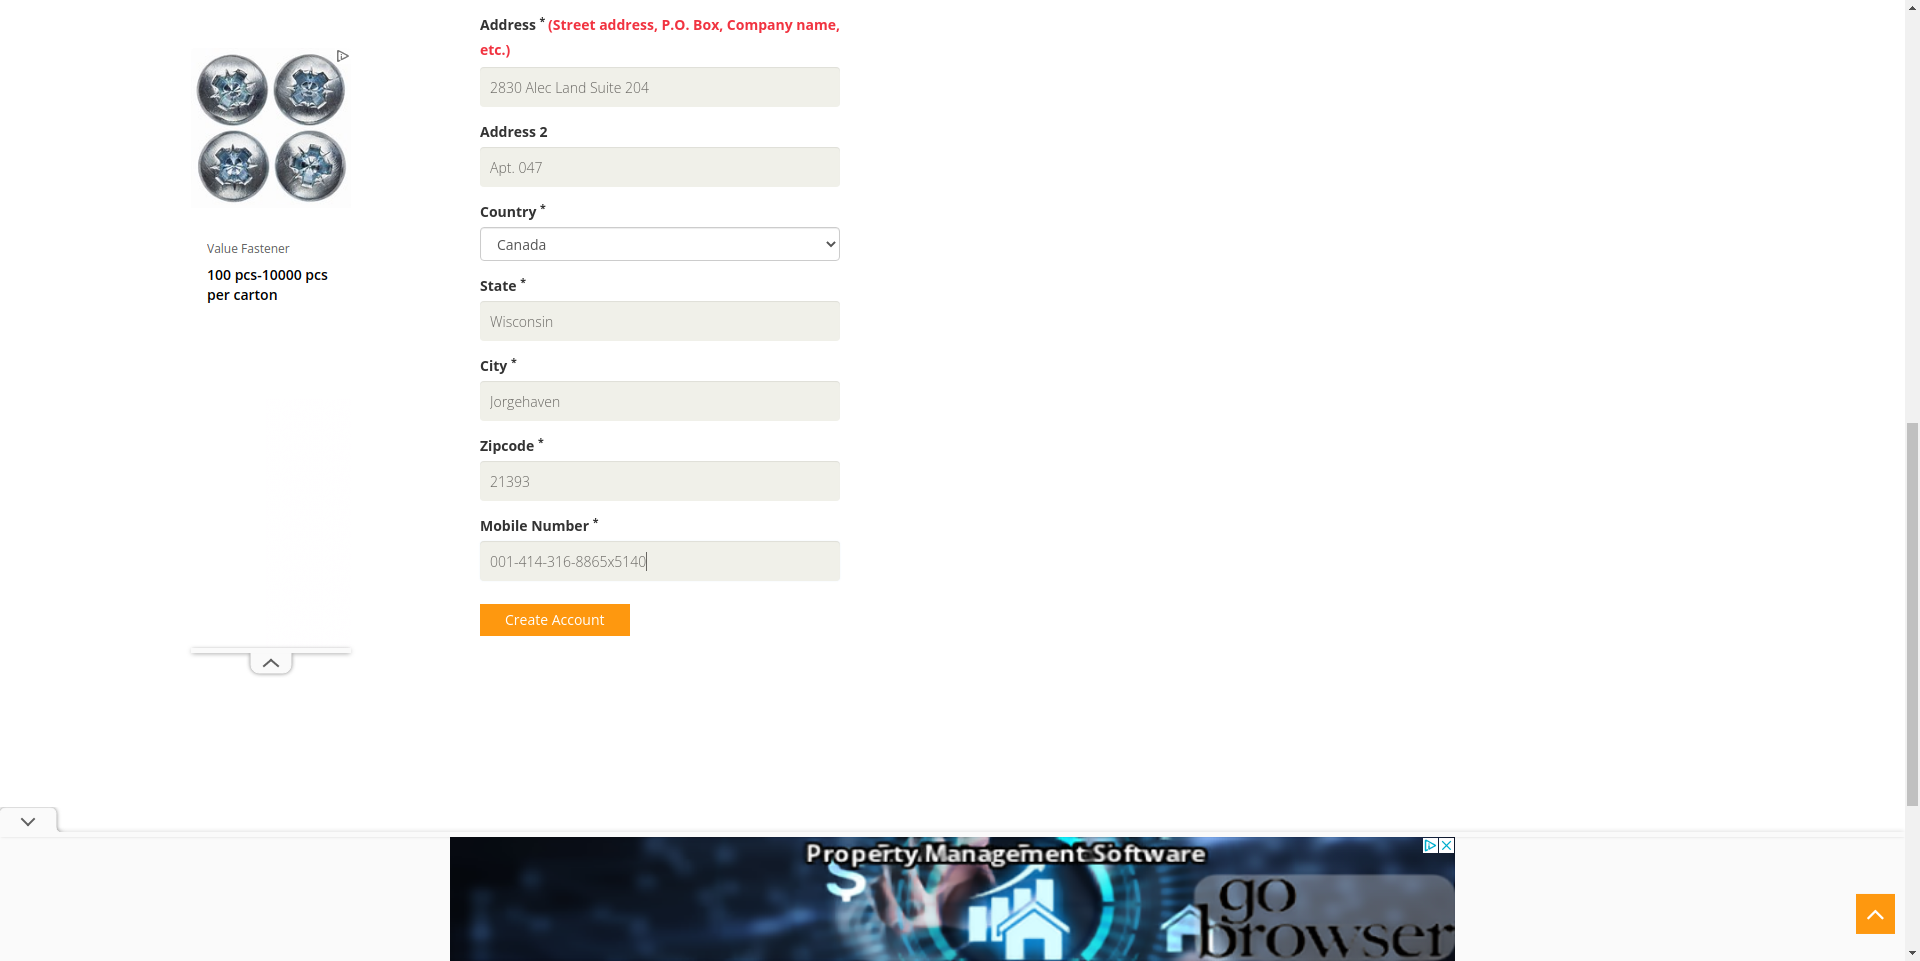 Address * (Street address, P.O. Box, Company name,
etc.)
2830 Alec Land Suite 204
Address 2
Apt. 047
Country *
Canada
State *
Wisconsin
City *
Jorgehaven
Zipcode *
21393
Mobile Number *
001-414-316-8865x5140
Create Account
Value Fastener
100 pcs-10000 pcs
per carton
Property Management Software
go
browser